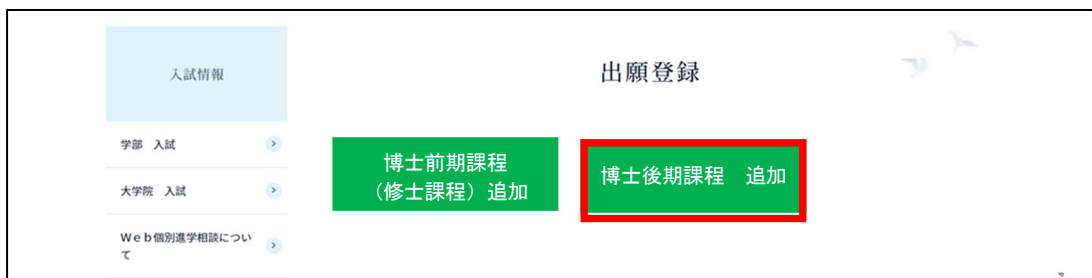 入試情報
出願登録
学部　入試
大学院　入試
Ｗｅｂ個別進学相談につい
て
博士前期課程
（修士課程）追加
博士後期課程　追加